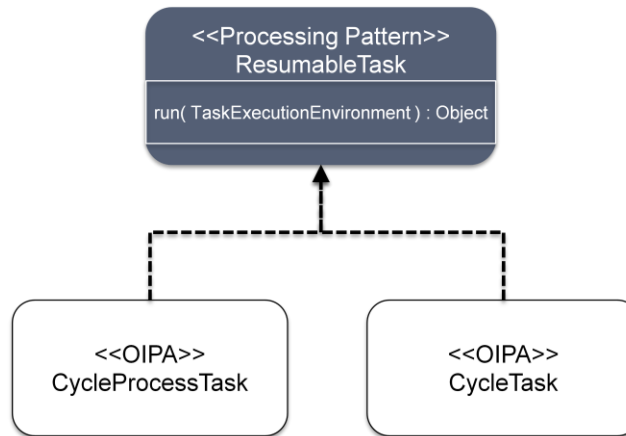 <<Processing Pattern>>
ResumableTask
run( TaskExecutionEnvironment ) : Object
<<OIPA>>
CycleProcessTask
<<OIPA>>
CycleTask